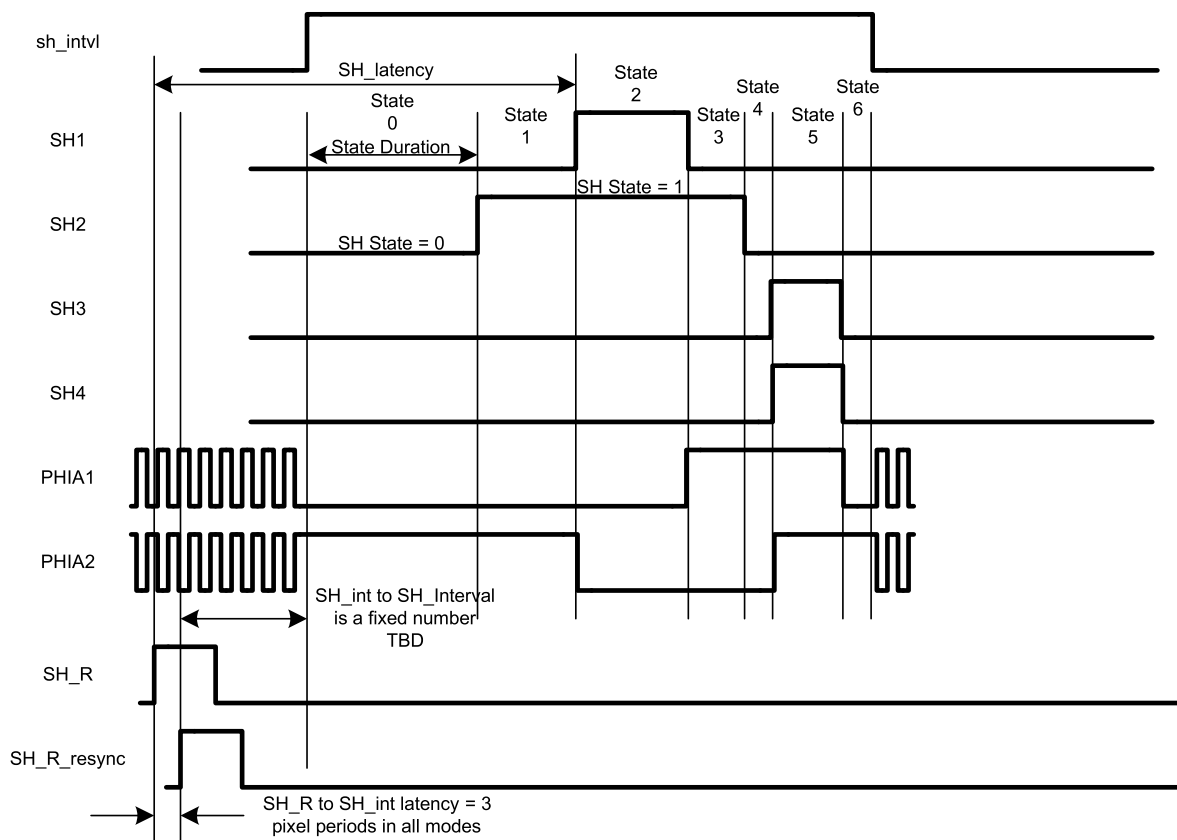 sh_intvl
SH_latency
State
0
State
1
State
2
State
3
State
4
State
5
State
6
SH1
State Duration
SH State = 1
SH2
SH State = 0
SH3
SH4
PHIA1
PHIA2
SH_int to SH_Interval
is a fixed number
TBD
SH_R
SH_R_resync
SH_R to SH_int latency = 3
pixel periods in all modes